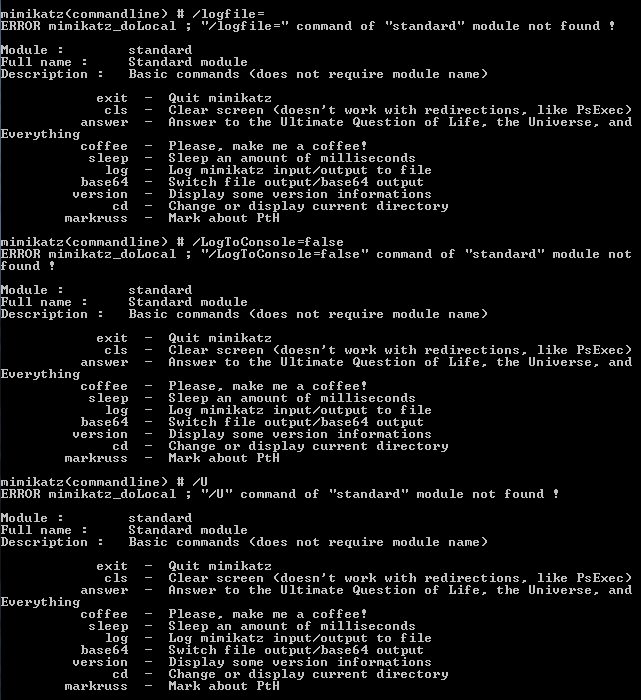 mimikatz(commandline) # /logfile=
ERROR mimikatz_doLocal ; "/logfile=" command of "standard" module not found !
Module : standard
Full name : Standard module
Description : Basic commands (does not require module name)
exit - Quit mimikatz
cls - Clear screen (doesn't work with redirections, like PsExec)
answer - Answer to the Ultimate Question of Life, the Universe, and
Everything
coffee - Please, make me a coffee!
sleep - Sleep an amount of milliseconds
log - Log mimikatz input/output to file
base64 - Switch file output/base64 output
version - Display some version informations
cd - Change or display current directory
markruss - Mark about PtH
mimikatz(commandline) # /LogToConsole=false
ERROR mimikatz_doLocal ; "/LogToConsole=false" command of "standard" module not
found !
Module : standard
Full name : Standard module
Description : Basic commands (does not require module name)
exit - Quit mimikatz
cls - Clear screen (doesn't work with redirections, like PsExec)
answer - Answer to the Ultimate Question of Life, the Universe, and
Everything
coffee - Please, make me a coffee!
sleep - Sleep an amount of milliseconds
log - Log mimikatz input/output to file
base64 - Switch file output/base64 output
version - Display some version informations
cd - Change or display current directory
markruss - Mark about PtH
mimikatz(commandline) # /U
ERROR mimikatz_doLocal ; "/U" command of "standard" module not found !
Module : standard
Full name : Standard module
Description : Basic commands (does not require module name)
exit - Quit mimikatz
cls - Clear screen (doesn't work with redirections, like PsExec)
answer - Answer to the Ultimate Question of Life, the Universe, and
Everything
coffee - Please, make me a coffee!
sleep - Sleep an amount of milliseconds
log - Log mimikatz input/output to file
base64 - Switch file output/base64 output
version - Display some version informations
cd - Change or display current directory
markruss - Mark about PtH